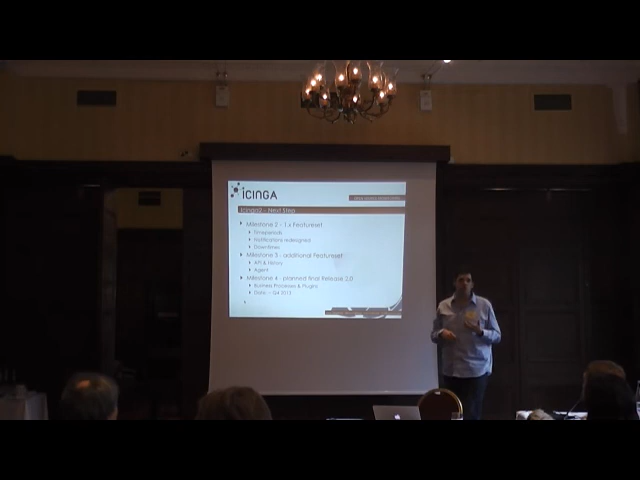 ICINGA
Icinga2 - Next Step
Milestone 2 - 1.x Featureset
Timeperiods
Notifications redesigned
Downtimes
Milestone 3 - additional Featureset
API & History
Agent
Milestone 4 - planned final Release 2.0
Business Processes & Plugins
Date: ~ Q4 2013